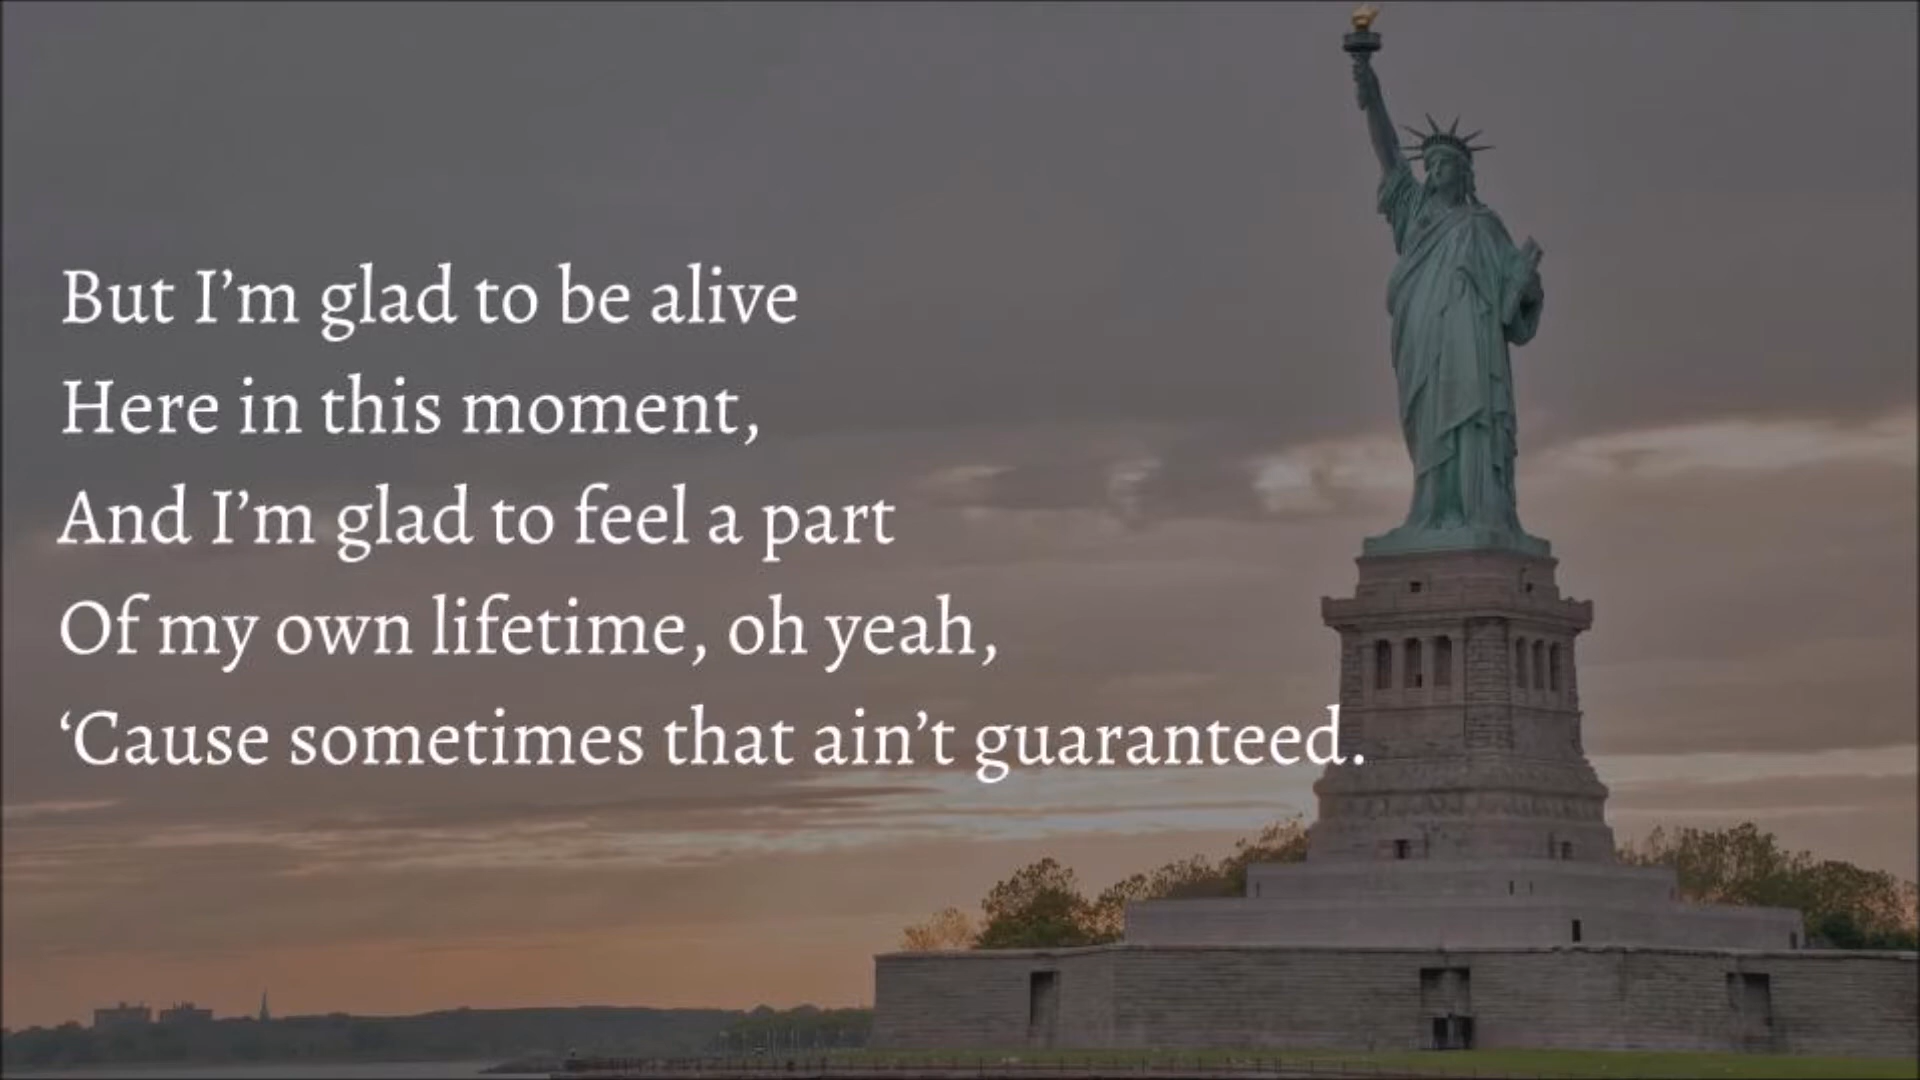 But I’m glad to be alive
Here in this moment,
And I’m glad to feel a part
Of my own lifetime, oh yeah,
‘Cause sometimes that ain’t guaranteed.